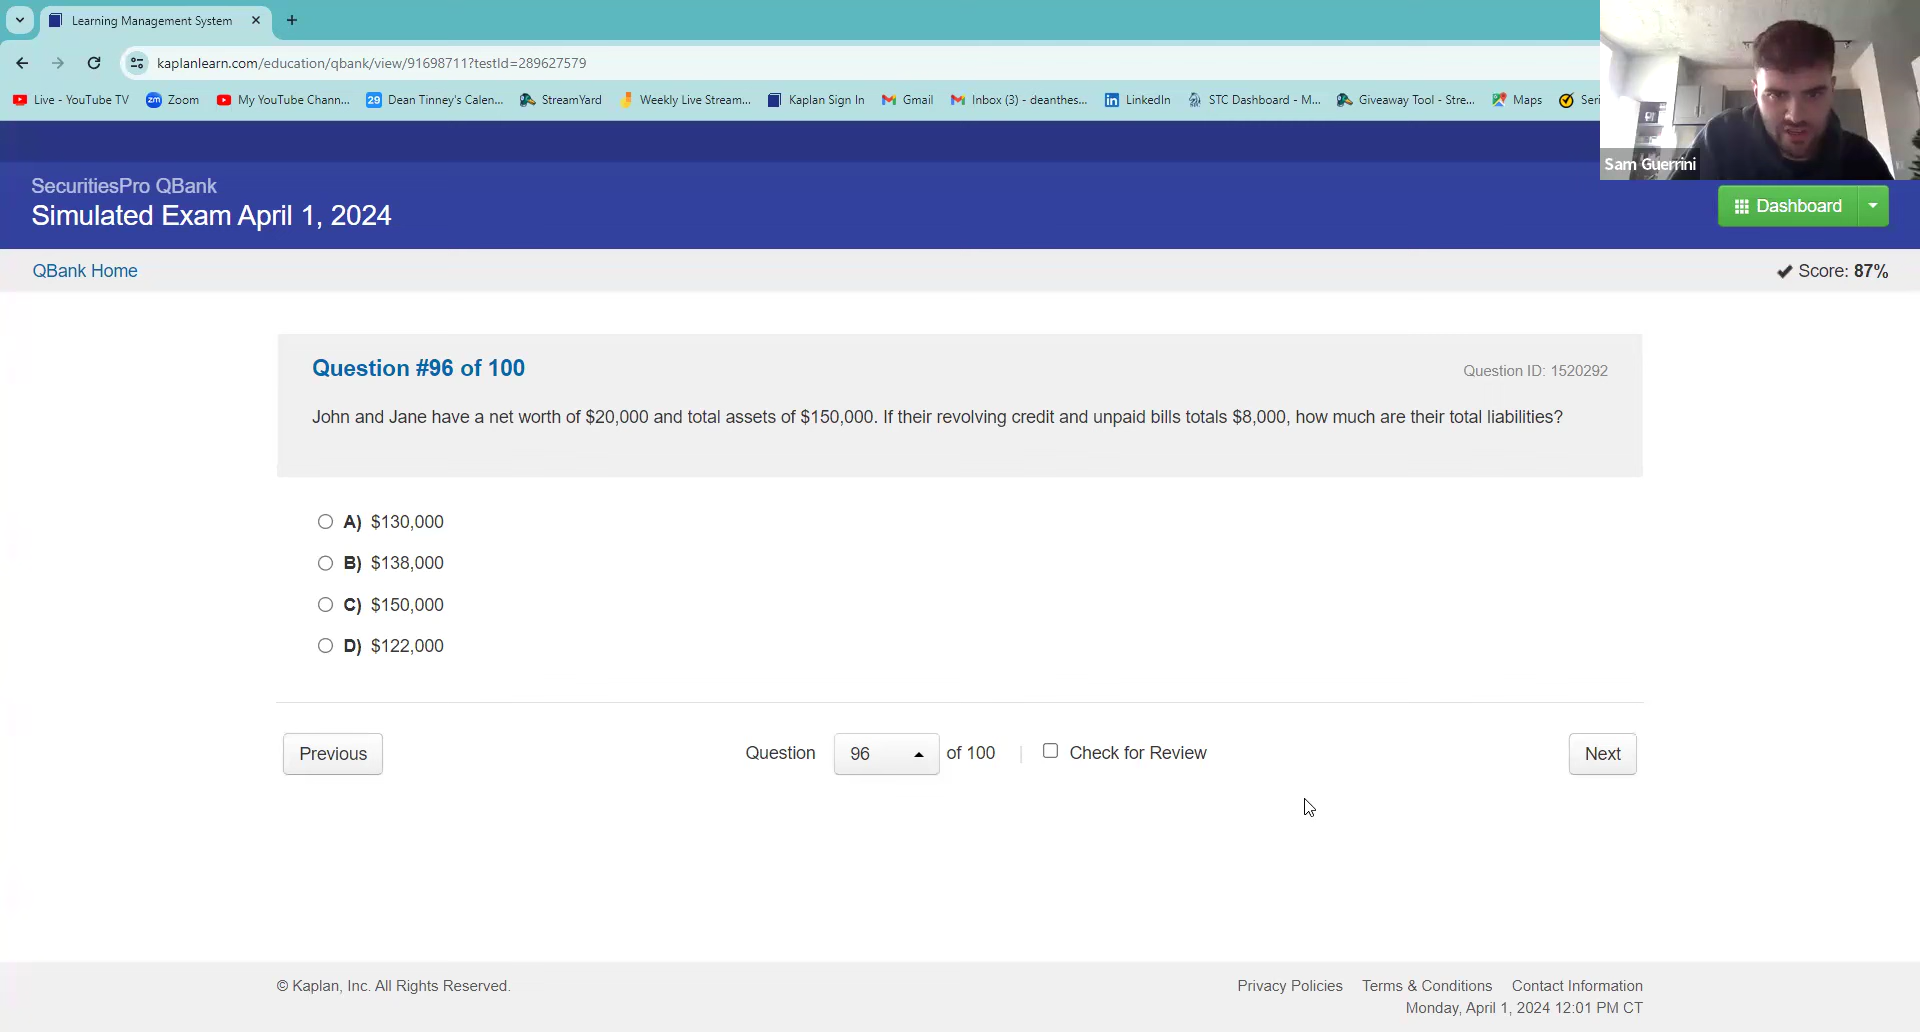 Learning Management System
kaplanlearn.com/education/qbank/view/91698711?testId=289627579
Live - YouTube TV
zm Zoom
My YouTube Chann...
29 Dean Tinney's Calen...
StreamYard
Weekly Live Stream...
Kaplan Sign In
Gmail
Inbox (3) - deanthes...
LinkedIn
STC Dashboard - M...
Giveaway Tool - Stre...
Maps
Seri
Sam Guerrini
SecuritiesPro QBank
Simulated Exam April 1, 2024
Dashboard
QBank Home
Score: 87%
Question #96 of 100
Question ID: 1520292
John and Jane have a net worth of $20,000 and total assets of $150,000. If their revolving credit and unpaid bills totals $8,000, how much are their total liabilities?
A) $130,000
B) $138,000
C) $150,000
D) $122,000
Previous
Question 96 of 100 | Check for Review
Next
© Kaplan, Inc. All Rights Reserved.
Privacy Policies Terms & Conditions Contact Information
Monday, April 1, 2024 12:01 PM CT